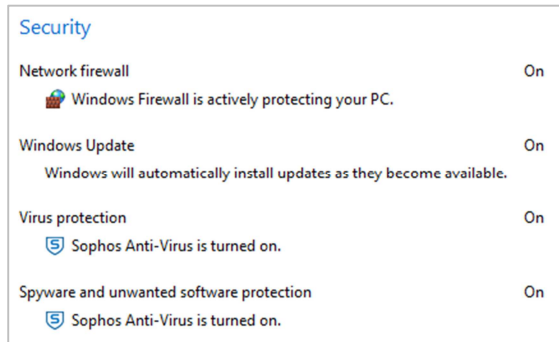 Security
Network firewall On
Windows Firewall is actively protecting your PC.
Windows Update On
Windows will automatically install updates as they become available.
Virus protection On
Sophos Anti-Virus is turned on.
Spyware and unwanted software protection On
Sophos Anti-Virus is turned on.